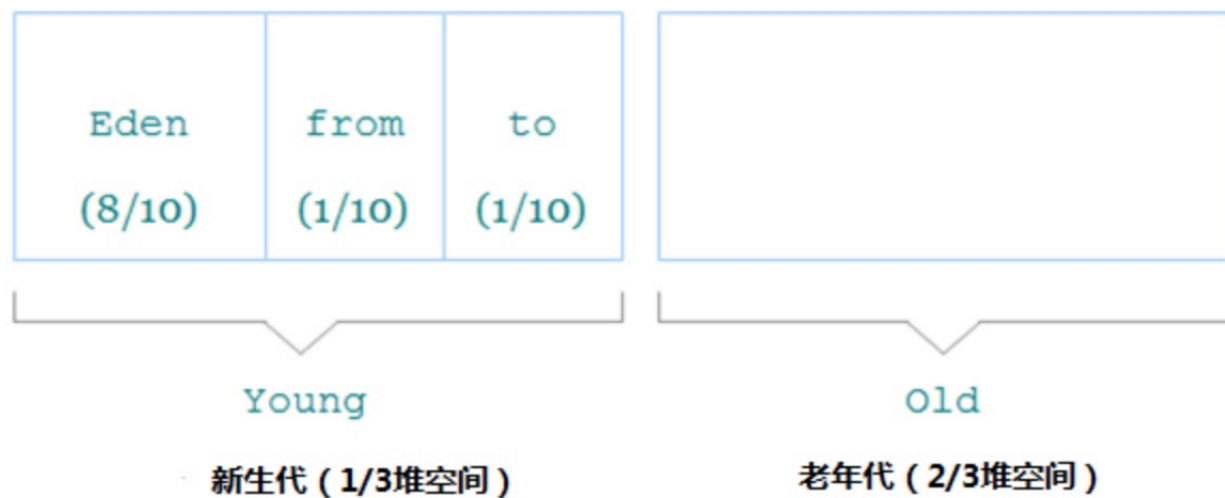 Eden from to
(8/10) (1/10) (1/10)
Young Old
新生代（1/3堆空间） 老年代（2/3堆空间）